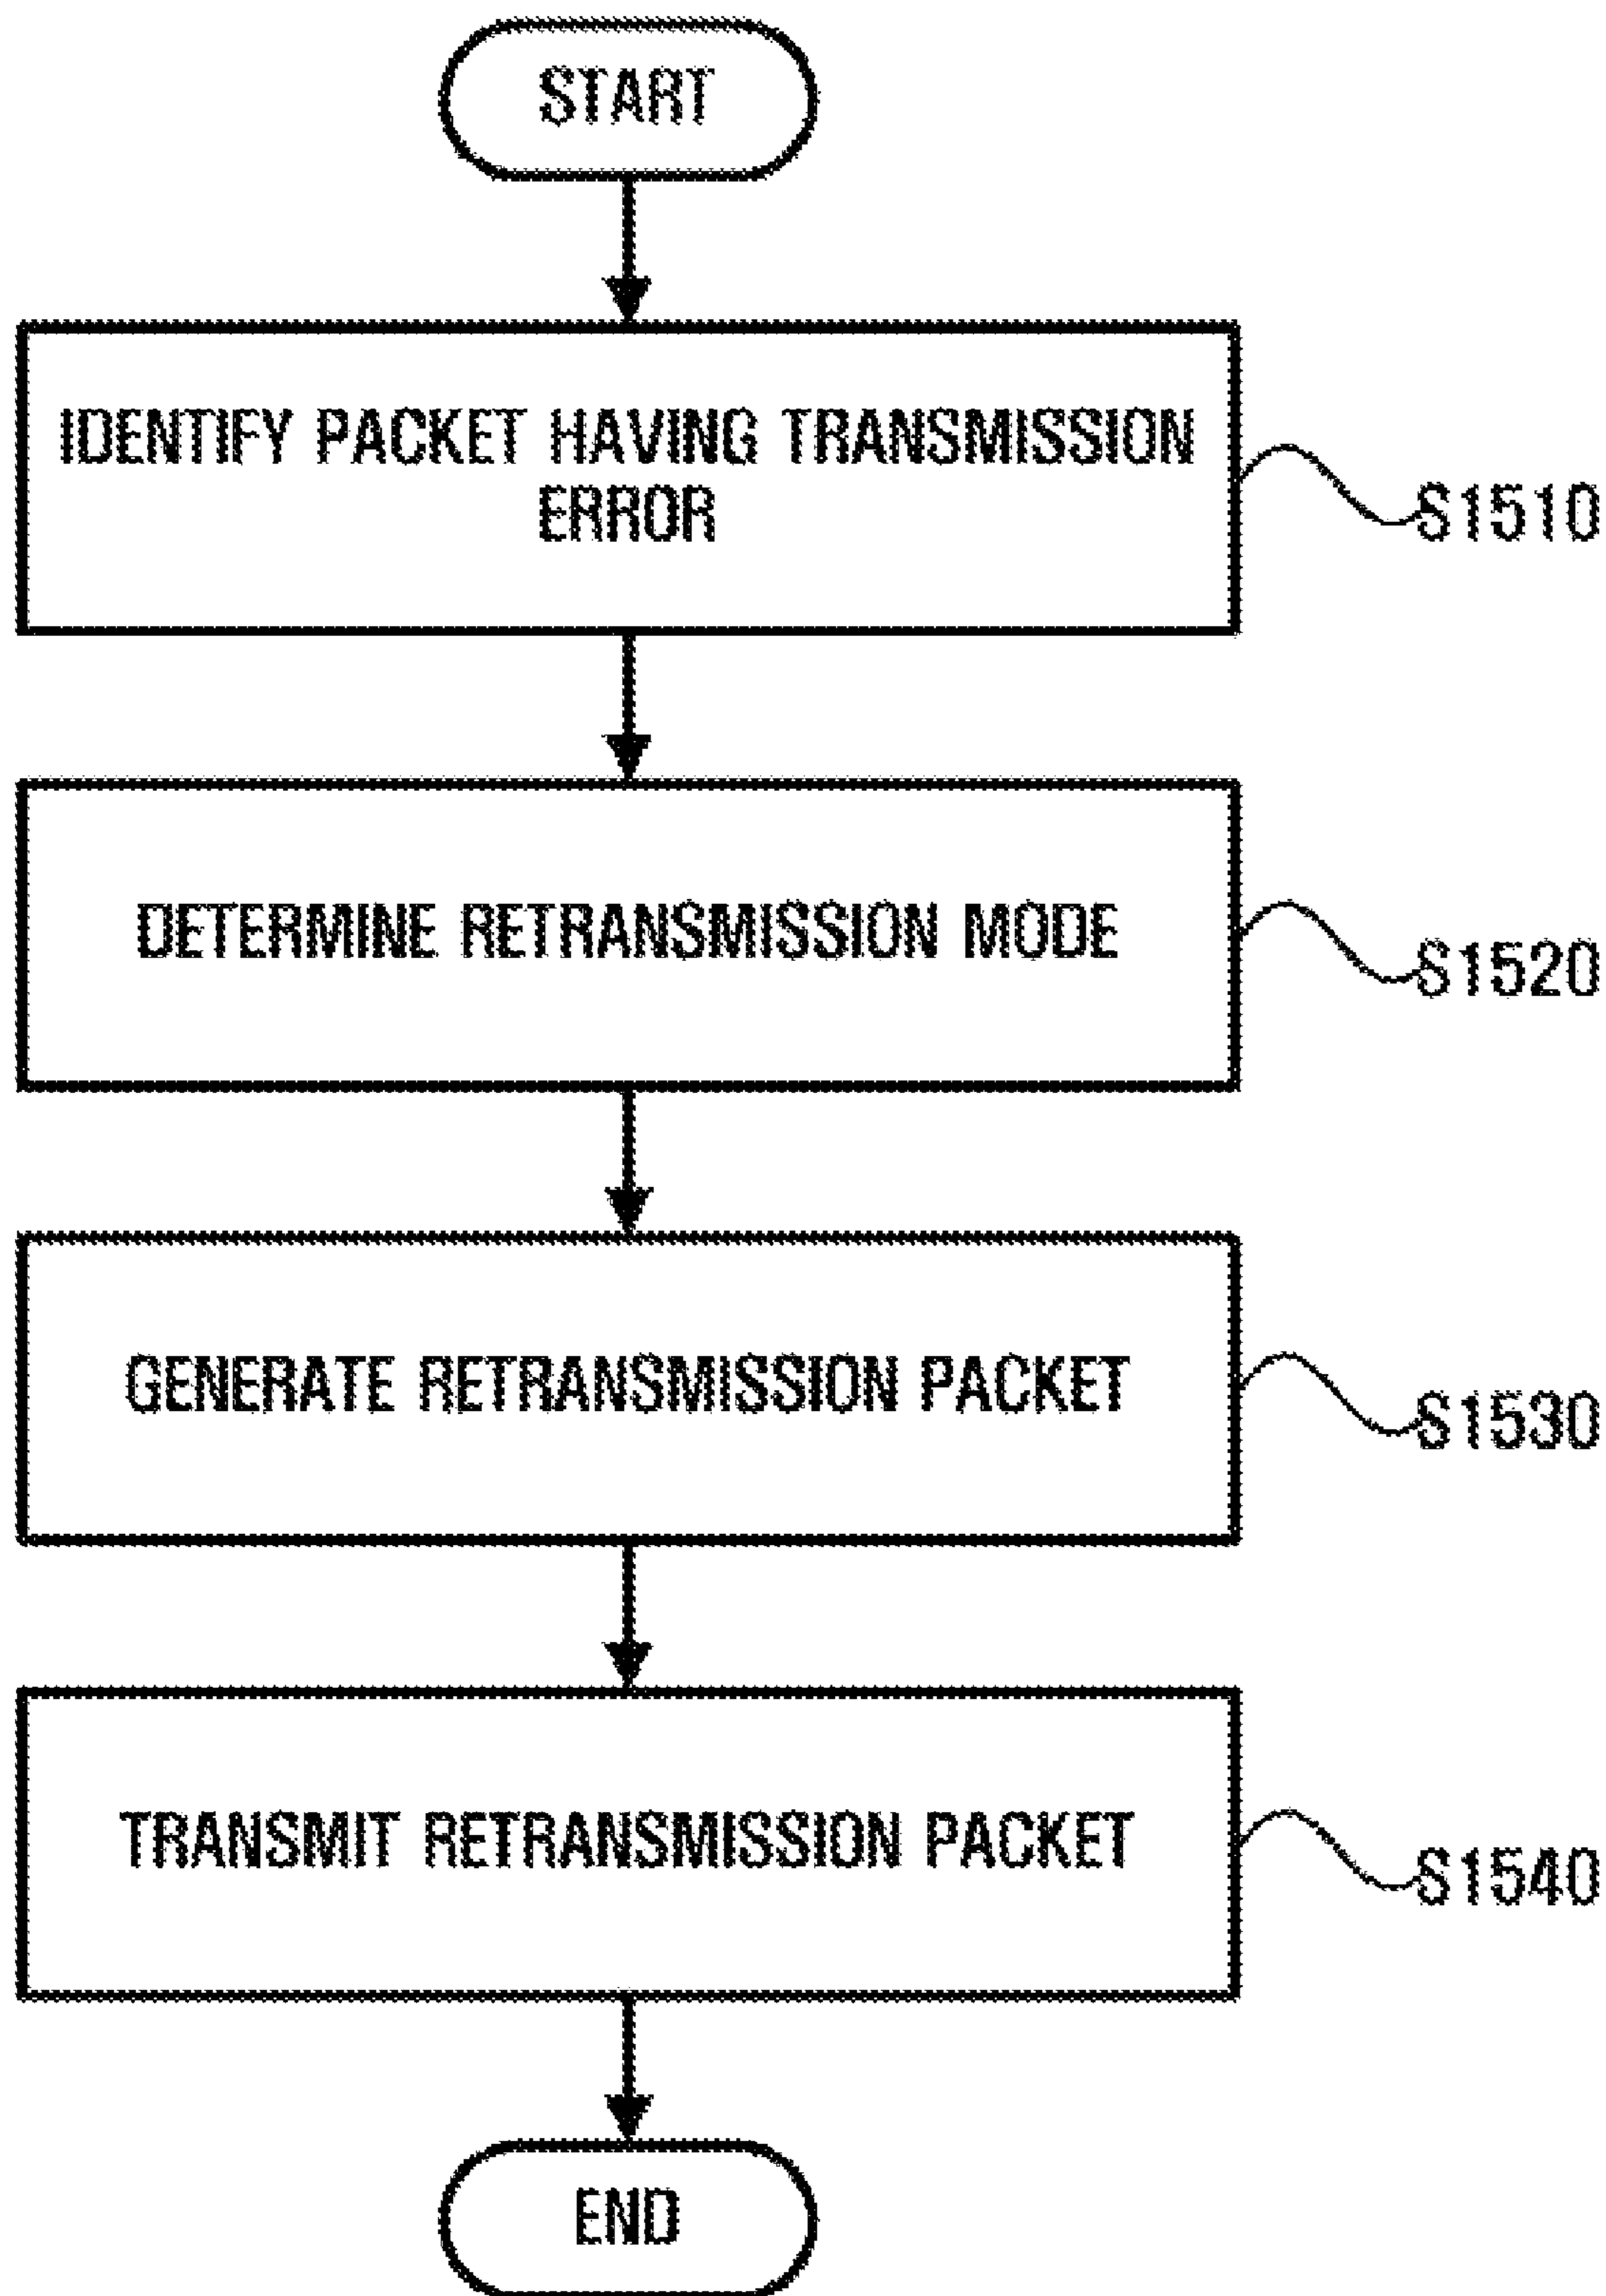 START
IDENTIFY PACKET HAVING TRANSMISSION
ERROR
S1510
DETERMINE RETRANSMISSION MODE
S1520
GENERATE RETRANSMISSION PACKET
S1530
TRANSMIT RETRANSMISSION PACKET
S1540
END